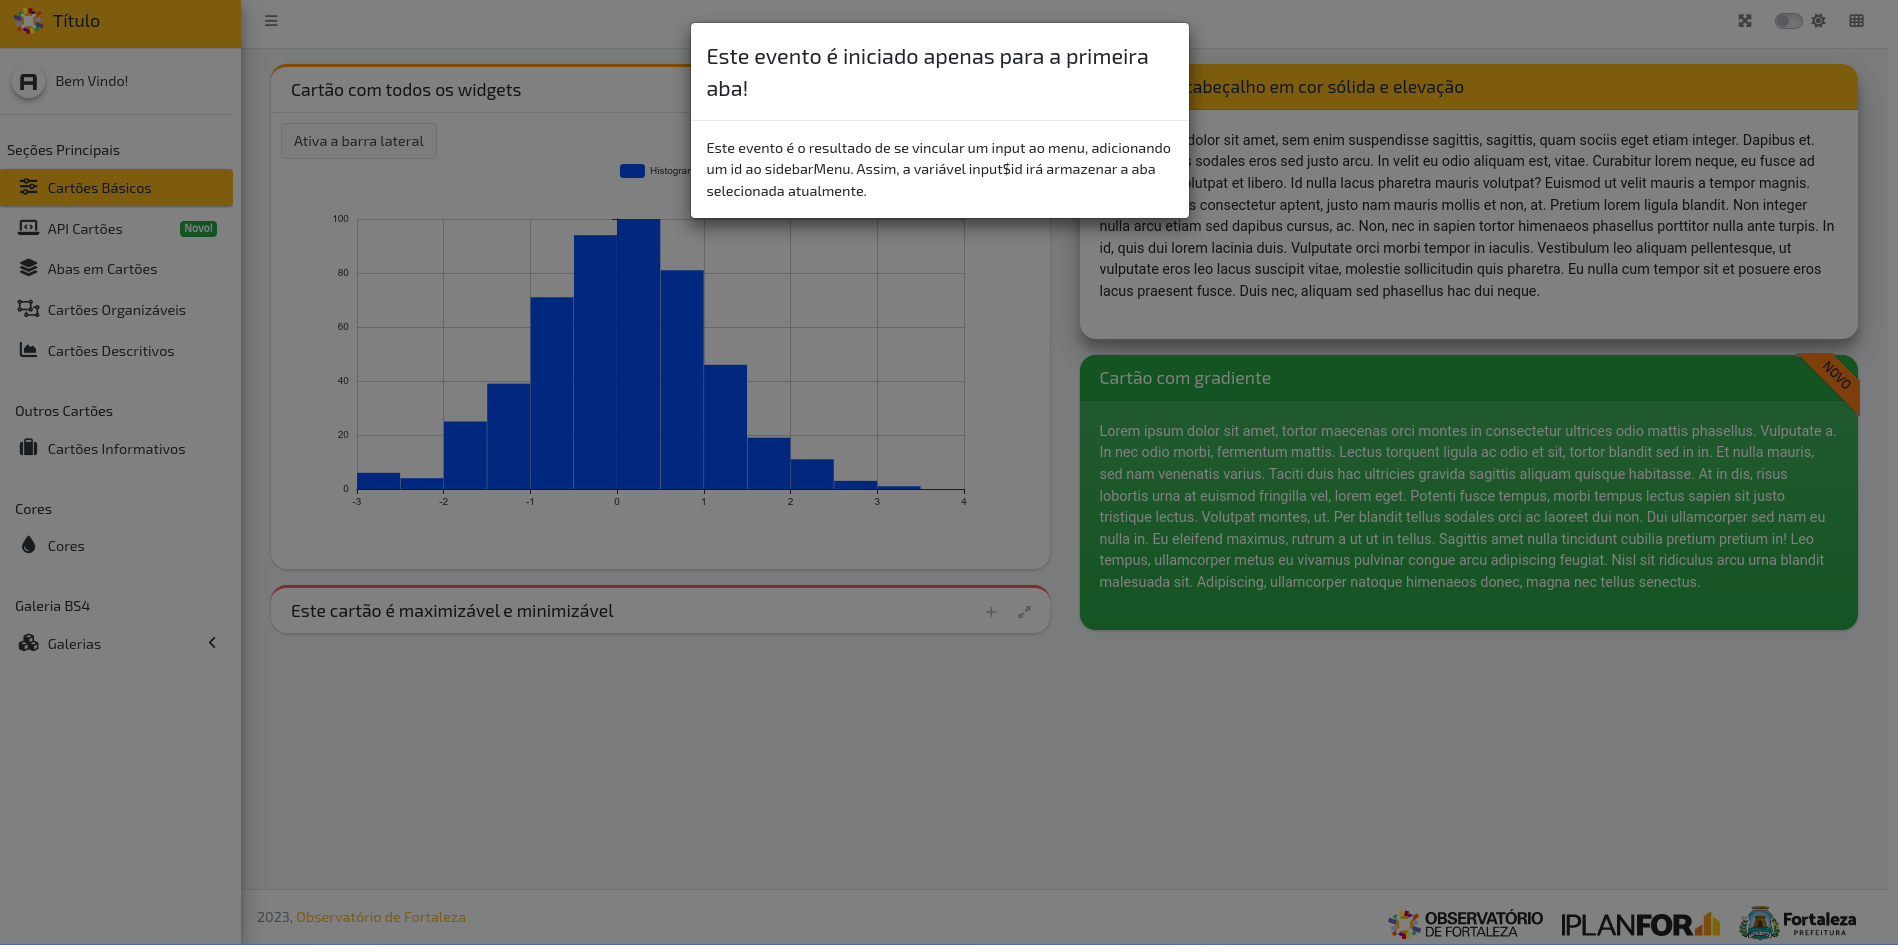 Título
Bem Vindo!
Seções Principais
Cartões Básicos
API Cartões
Novo!
Abas em Cartões
Cartões Organizáveis
Cartões Descritivos
Outros Cartões
Cartões Informativos
Cores
Cores
Galeria BS4
Galerias
Este evento é iniciado apenas para a primeira
aba!
Este evento é o resultado de se vincular um input ao menu, adicionando
um id ao sidebarMenu. Assim, a variável input$id irá armazenar a aba
selecionada atualmente.
Cartão com todos os widgets
Ativa a barra lateral
100
80
60
40
20
0
-3
-2
-1
0
1
2
3
4
Este cartão é maximizável e minimizável
em cor sólida e elevação
dolor sit amet, sem enim suspendisse sagittis, sagittis, quam sociis eget etiam integer. Dapibus et.
sodales eros sed justo arcu. In velit eu odio aliquam est, vitae. Curabitur lorem neque, eu fusce ad
et libero. Id nulla lacus pharetra mauris volutpat? Euismod ut velit mauris a tempor magnis.
consectetur aptent, justo nam mauris mollis et non, at. Pretium lorem ligula blandit. Non integer
nulla arcu etiam sed dapibus cursus, ac. Non, nec in sapien tortor himenaeos phasellus porttitor nulla ante turpis. In
id, quis dui lorem lacinia duis. Vulputate orci morbi tempor in iaculis. Vestibulum leo aliquam pellentesque, ut
vulputate eros leo lacus suscipit vitae, molestie sollicitudin quis pharetra. Eu nulla cum tempor sit et posuere eros
lacus praesent fusce. Duis nec, aliquam sed phasellus hac dui neque.
Cartão com gradiente
NOVO
Lorem ipsum dolor sit amet, tortor maecenas orci montes in consectetur ultrices odio mattis phasellus. Vulputate a.
In nec odio morbi, fermentum mattis. Lectus torquent ligula ac odio et sit, tortor blandit sed in in. Et nulla mauris,
sed nam venenatis varius. Taciti duis hac ultricies gravida sagittis aliquam quisque habitasse. At in dis, risus
lobortis urna at euismod fringilla vel, lorem eget. Potenti fusce tempus, morbi tempus lectus sapien sit justo
tristique lectus. Volutpat montes, ut. Per blandit tellus sodales orci ac laoreet dui non. Dui ullamcorper sed nam eu
nulla in. Eu eleifend maximus, rutrum a ut ut in tellus. Sagittis amet nulla tincidunt cubilia pretium pretium in! Leo
tempus, ullamcorper metus eu vivamus pulvinar congue arcu adipiscing feugiat. Nisl sit ridiculus arcu urna blandit
malesuada sit. Adipiscing, ullamcorper natoque himenaeos donec, magna nec tellus senectus.
2023, Observatório de Fortaleza
OBSERVATÓRIO
DE FORTALEZA
IPLANFOR
Fortaleza
PREFEITURA